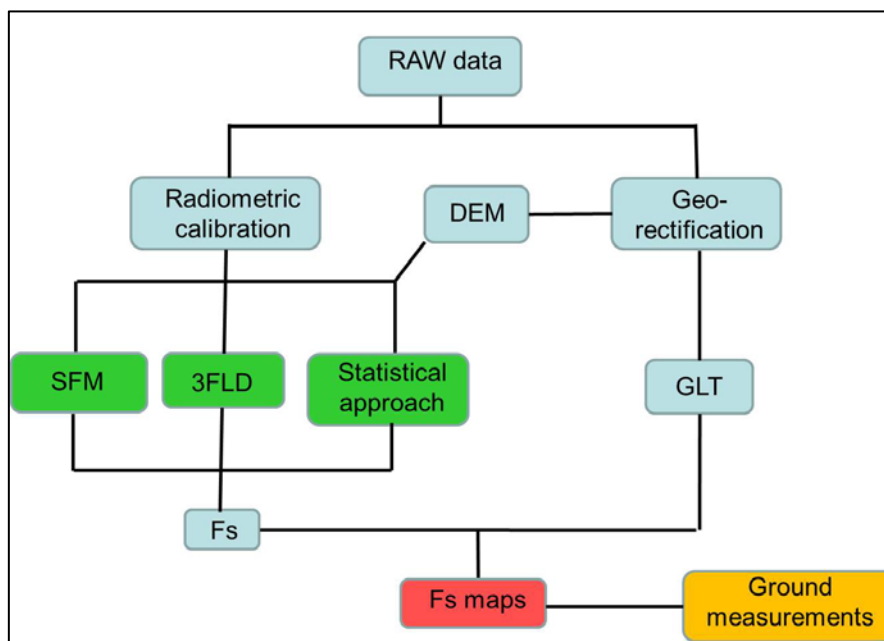 RAW data
Radiometric
calibration
DEM
Geo-
rectification
SFM
3FLD
Statistical
approach
GLT
Fs
Fs maps
Ground
measurements